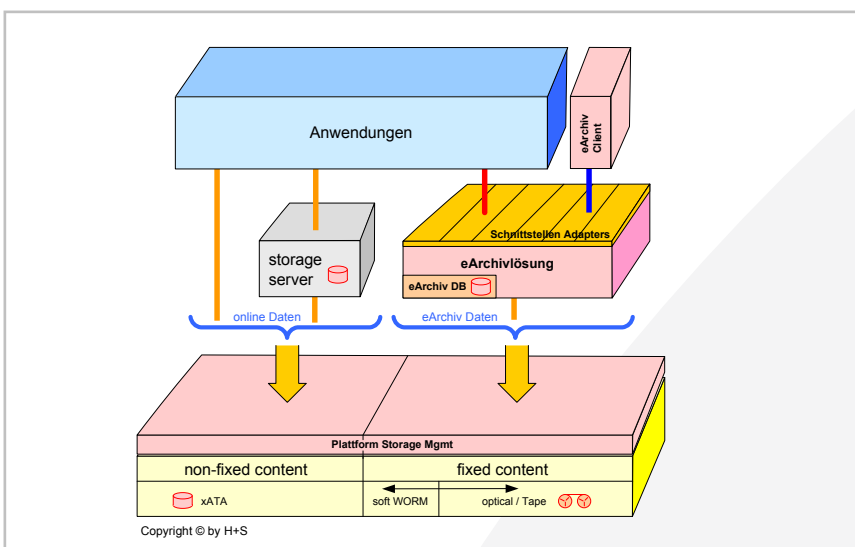 Anwendungen
eArchiv
Client
Schnittstellen Adapters
storage
server
eArchivlösung
eArchiv DB
online Daten
eArchiv Daten
Plattform Storage Mgmt
non-fixed content
fixed content
xATA
soft WORM
optical / Tape
Copyright © by H+S